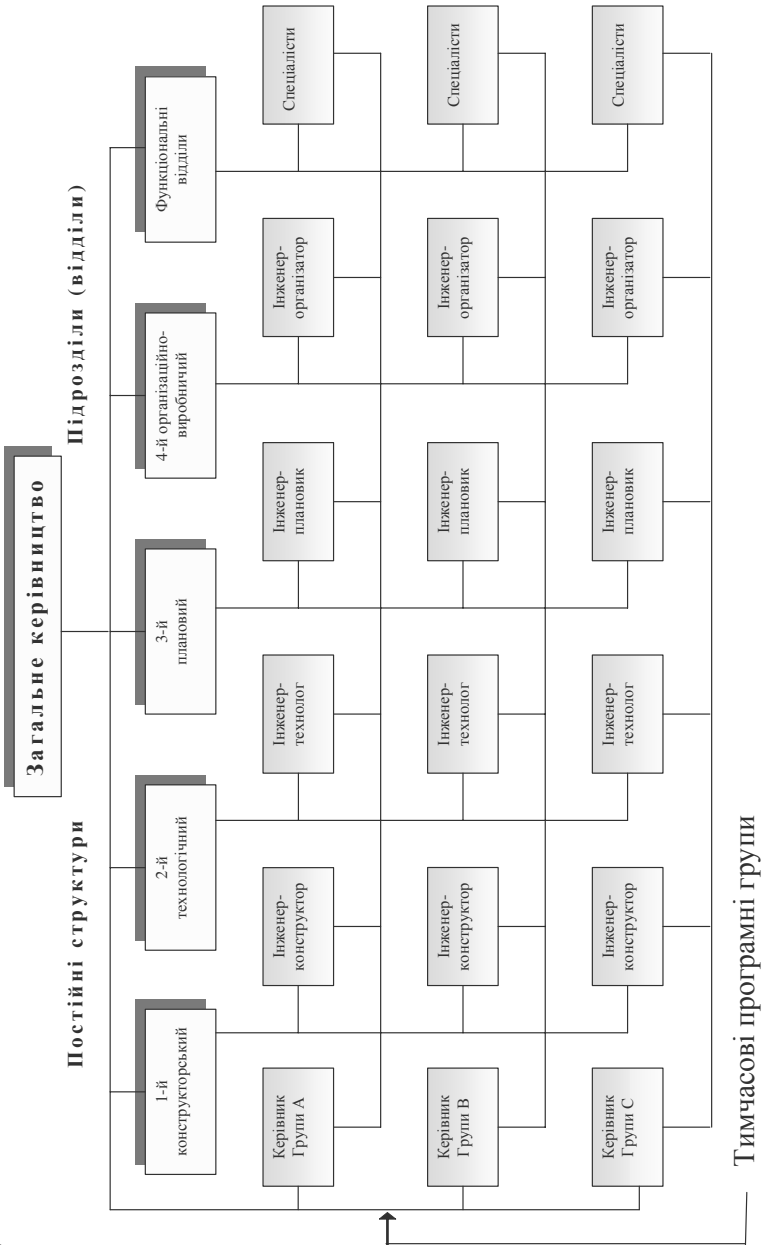 Загальне керівництво
Постійні структури
Підрозділи (відділи)
1-й
конструкторський
2-й
технологічний
3-й
плановий
4-й організаційно-
виробничий
Функціональні
відділи
Керівник
Групи А
Інженер-
конструктор
Інженер-
технолог
Інженер-
плановик
Інженер-
організатор
Спеціалісти
Керівник
Групи В
Інженер-
конструктор
Інженер-
технолог
Інженер-
плановик
Інженер-
організатор
Спеціалісти
Керівник
Групи С
Інженер-
конструктор
Інженер-
технолог
Інженер-
плановик
Інженер-
організатор
Спеціалісти
Тимчасові програмні групи